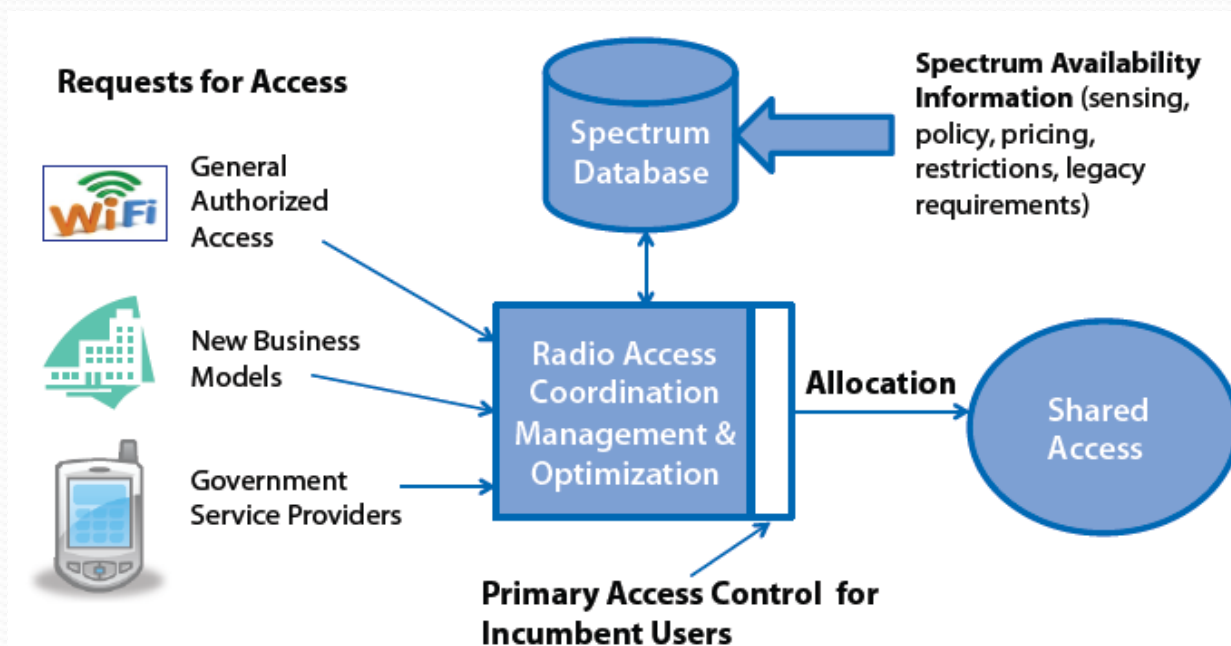 Requests for Access
WiFi
General
Authorized
Access
New Business
Models
Government
Service Providers
Spectrum
Database
Spectrum Availability
Information (sensing,
policy, pricing,
restrictions, legacy
requirements)
Radio Access
Coordination
Management &
Optimization
Allocation
Shared
Access
Primary Access Control for
Incumbent Users